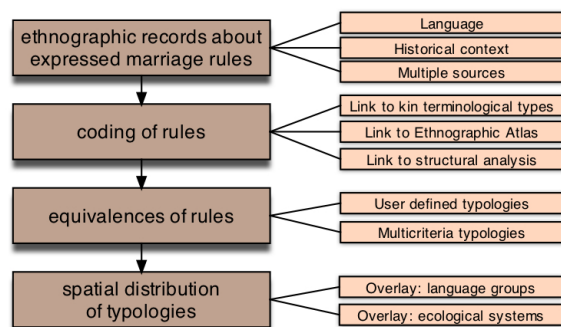 ethnographic records about
expressed marriage rules
Language
Historical context
Multiple sources
coding of rules
Link to kin terminological types
Link to Ethnographic Atlas
Link to structural analysis
equivalences of rules
User defined typologies
Multicriteria typologies
spatial distribution
of typologies
Overlay: language groups
Overlay: ecological systems